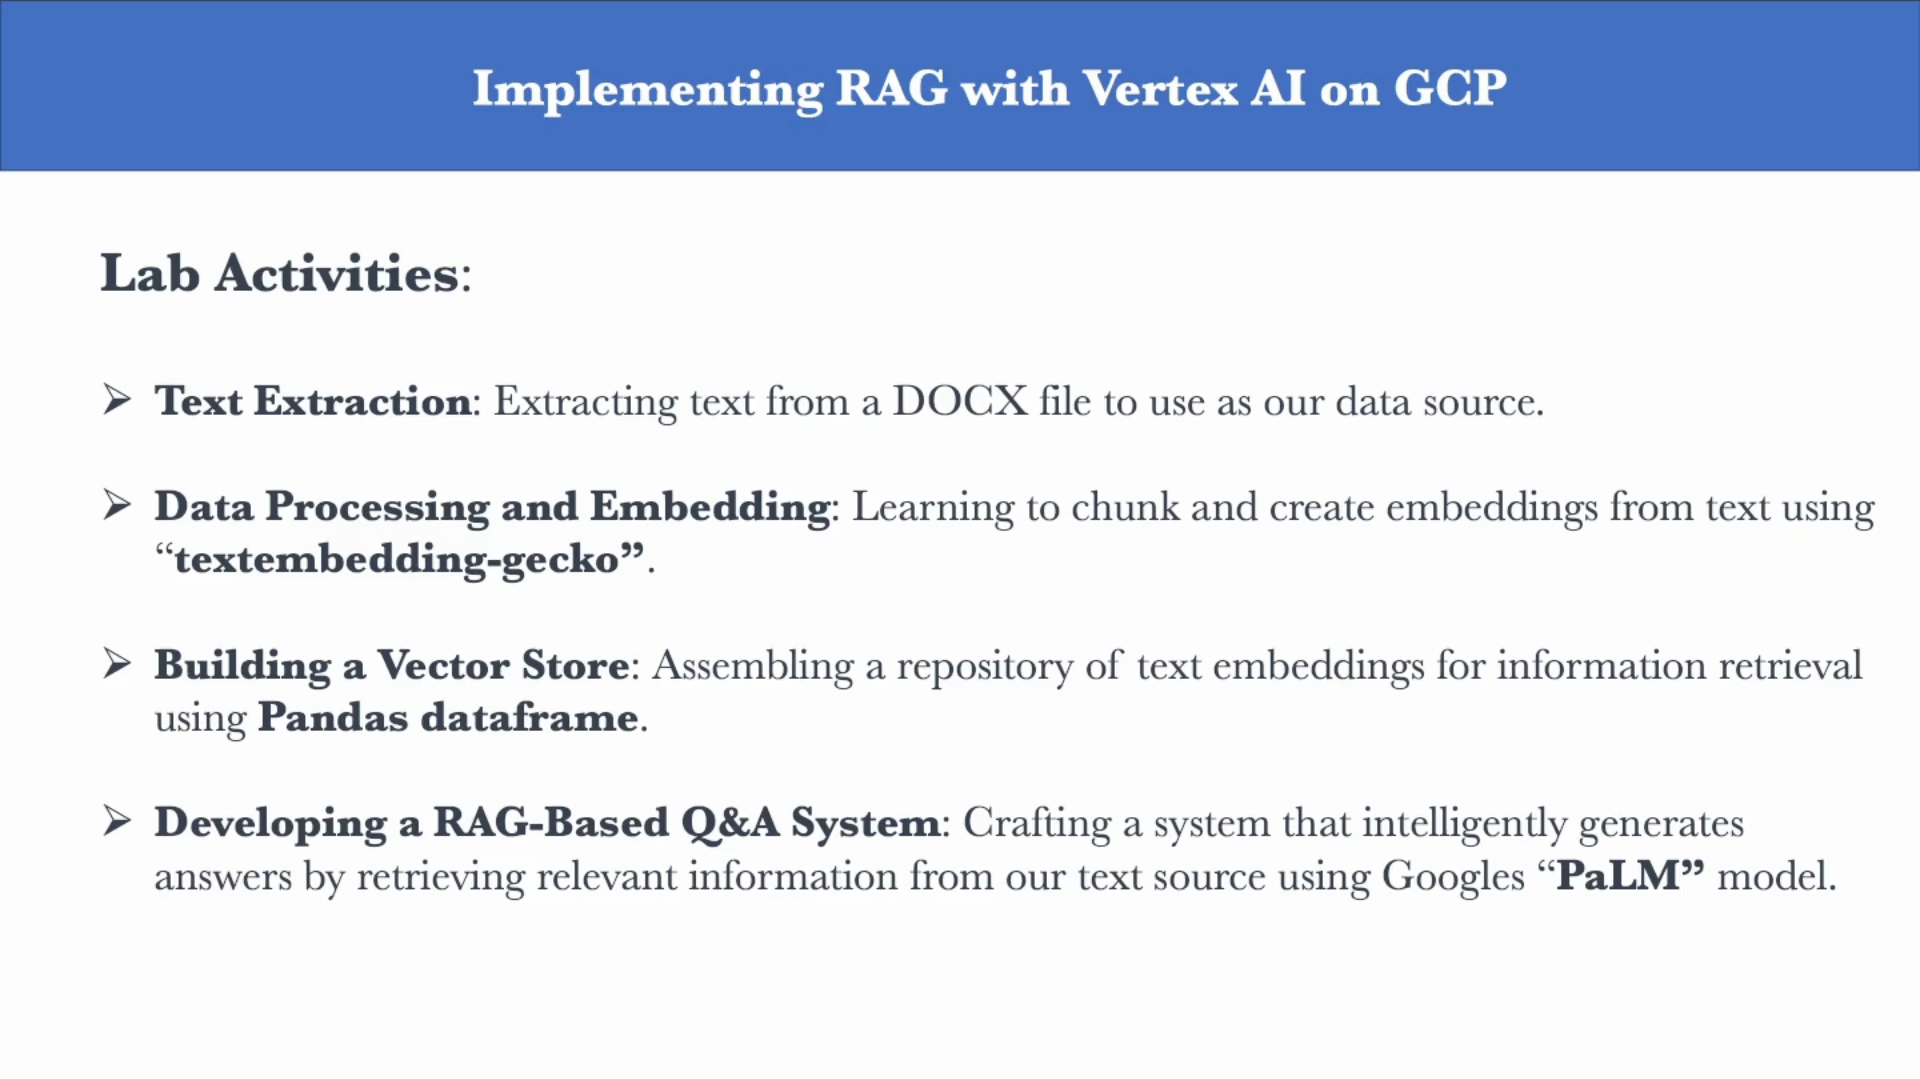 Implementing RAG with Vertex AI on GCP
Lab Activities:
➢ Text Extraction: Extracting text from a DOCX file to use as our data source.
➢ Data Processing and Embedding: Learning to chunk and create embeddings from text using
“textembedding-gecko”.
➢ Building a Vector Store: Assembling a repository of text embeddings for information retrieval
using Pandas dataframe.
➢ Developing a RAG-Based Q&A System: Crafting a system that intelligently generates
answers by retrieving relevant information from our text source using Googles “PaLM” model.